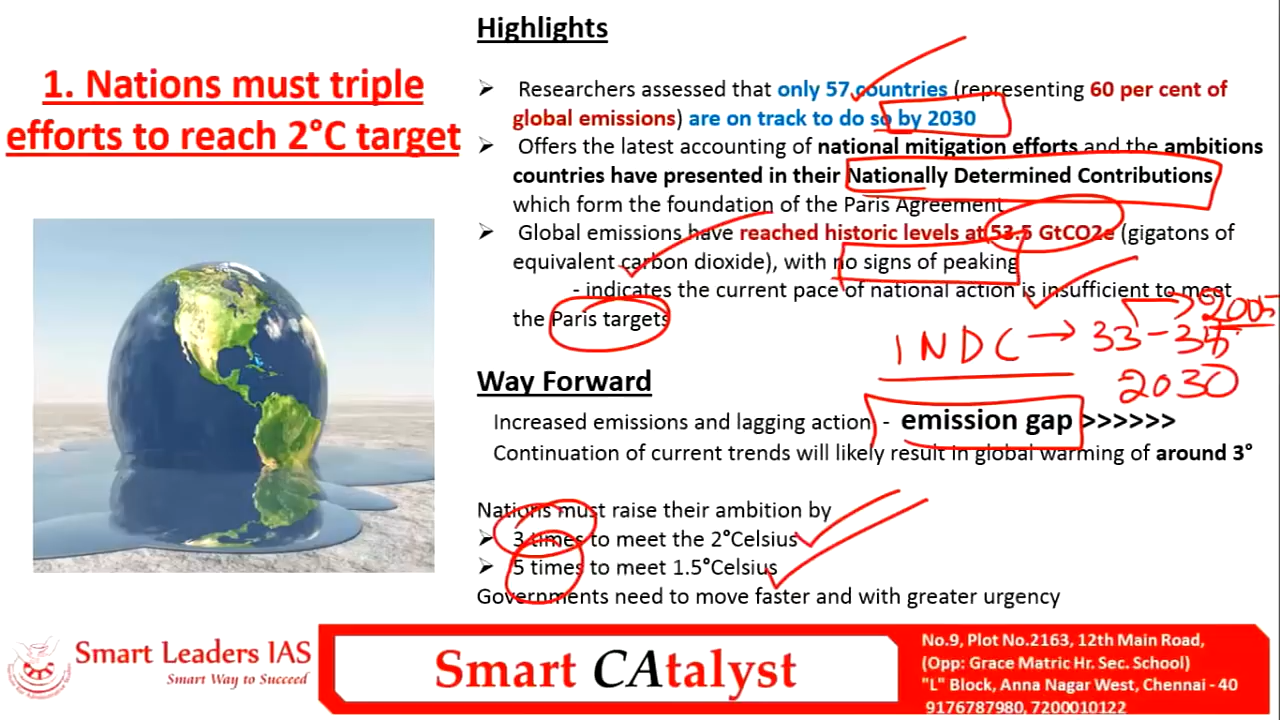 1. Nations must triple
efforts to reach 2°C target
Highlights
➢ Researchers assessed that only 57 countries (representing 60 per cent of
global emissions) are on track to do so by 2030
➢ Offers the latest accounting of national mitigation efforts and the ambitions
countries have presented in their Nationally Determined Contributions
which form the foundation of the Paris Agreement
➢ Global emissions have reached historic levels at 53.5 GtCO2e (gigatons of
equivalent carbon dioxide), with no signs of peaking
- indicates the current pace of national action is insufficient to meet
the Paris targets
2005
INDC → 33-35
2030
Way Forward
Increased emissions and lagging action - emission gap >>>>>>
Continuation of current trends will likely result in global warming of around 3°
Nations must raise their ambition by
➢ 3 times to meet the 2°Celsius
➢ 5 times to meet 1.5°Celsius
Governments need to move faster and with greater urgency
Smart Leaders IAS
Smart Way to Succeed
Smart CAtalyst
No.9, Plot No.2163, 12th Main Road,
(Opp: Grace Matric Hr. Sec. School)
"L" Block, Anna Nagar West, Chennai - 40
9176787980, 7200010122